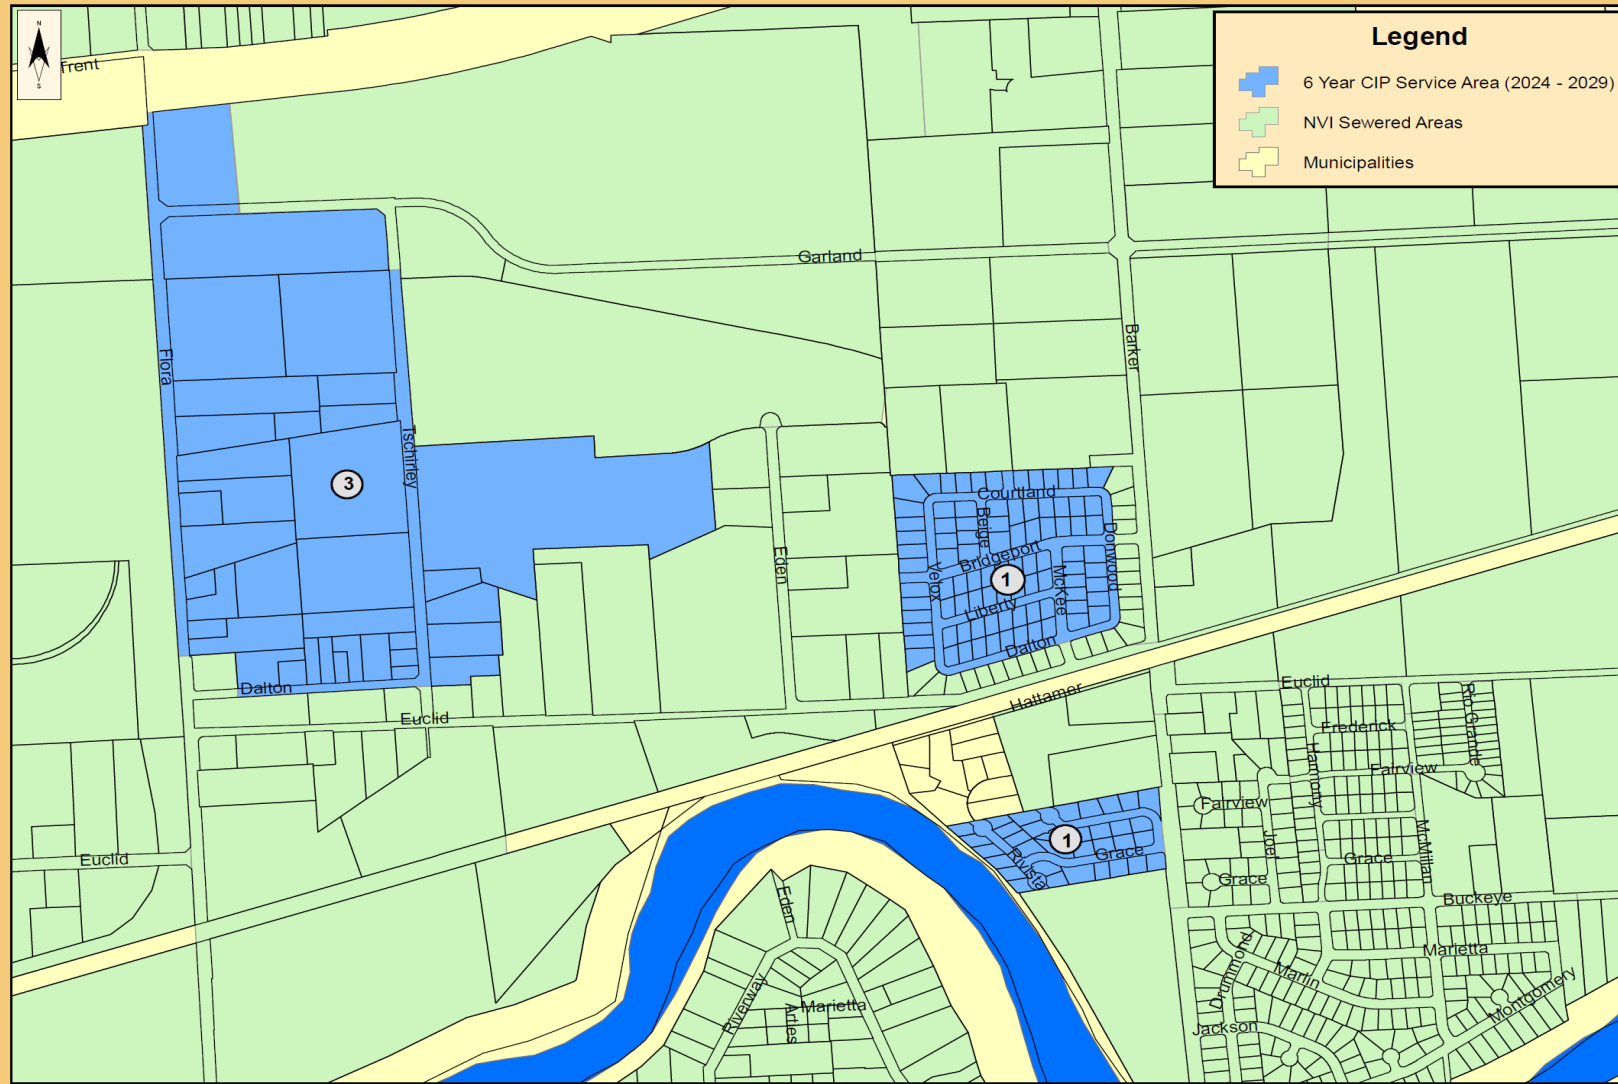 N
S
Trent
Legend
6 Year CIP Service Area (2024 - 2029)
NVI Sewered Areas
Municipalities
Garland
Flora
Barker
Tschirley
3
Courtland
Beige
Donwood
Bridgeport
Eden
Velox
1
McKee
Liberty
Dalton
Dalton
Hattamer
Euclid
Euclid
Rio Grande
Frederick
Harmony
Fairview
Fairview
1
Joel
McMillan
Grace
Rivista
Grace
Euclid
Grace
Buckeye
Eden
Marietta
Drummond
Marlin
Montgomery
Riverway
Artes
Marietta
Jackson